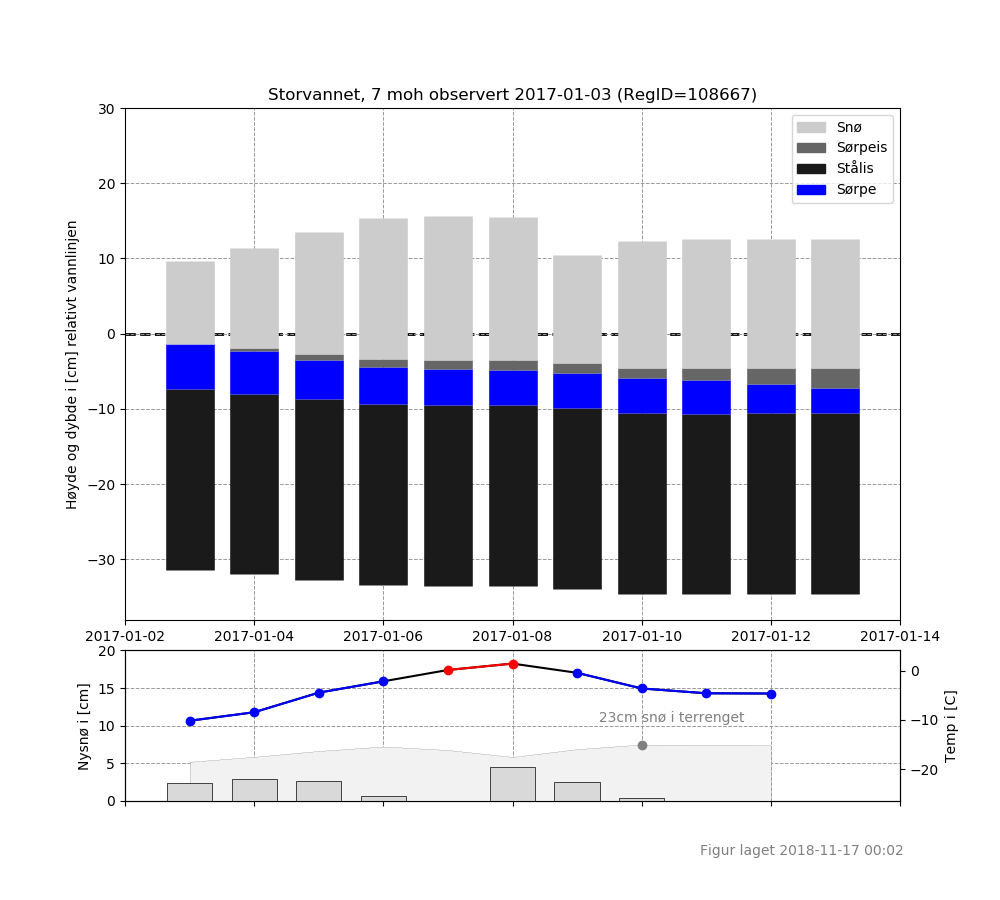 Storvannet, 7 moh observert 2017-01-03 (RegID=108667)
Høyde og dybde i [cm] relativt vannlinjen
30
20
10
0
−10
−20
−30
Snø
Sørpeis
Stålis
Sørpe
2017-01-02 2017-01-04 2017-01-06 2017-01-08 2017-01-10 2017-01-12 2017-01-14
Nysnø i [cm]
20
15
10
5
0
23cm snø i terrenget
0
−10
−20
Temp i [C]
Figur laget 2018-11-17 00:02